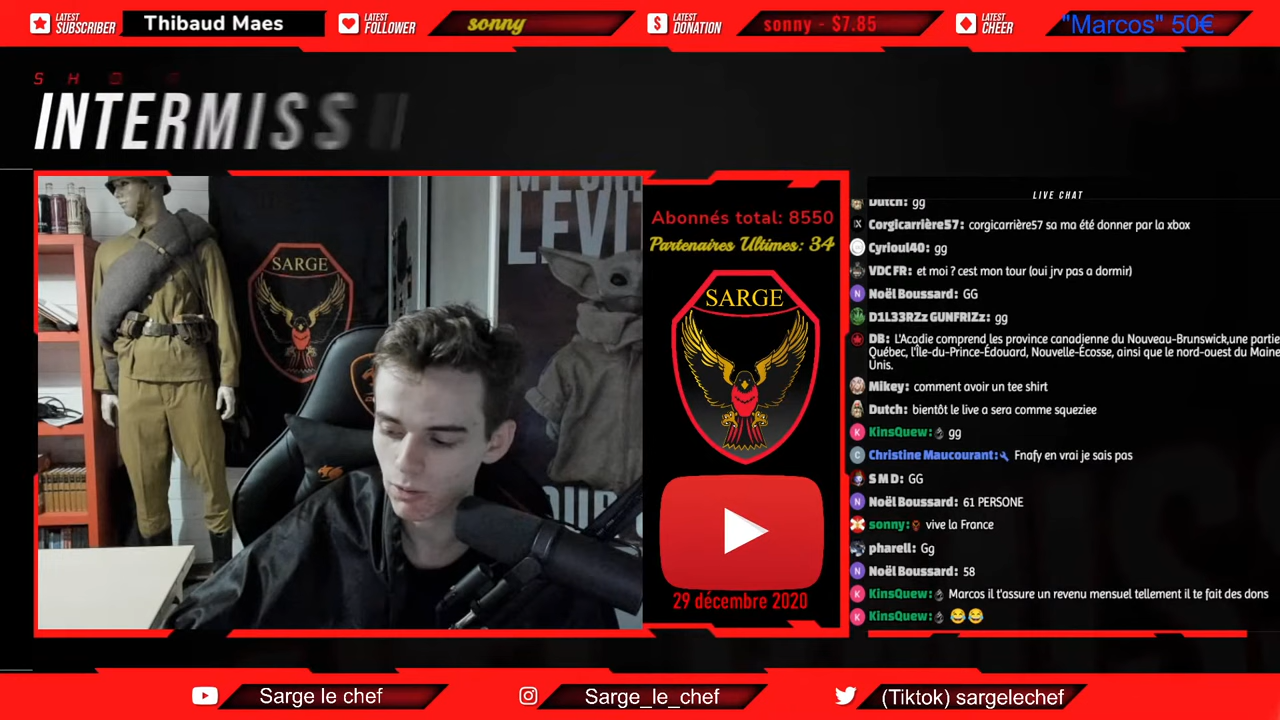 LATEST SUBSCRIBER
Thibaud Maes
LATEST FOLLOWER
sonny
LATEST DONATION
sonny - $7.85
LATEST CHEER
"Marcos" 50€
INTERMISS
LIVE CHAT
Dutch: gg
Corgicarrière57: corgicarrière57 sa ma été donner par la xbox
Cyrioul40: gg
VDC FR: et moi ? cest mon tour (oui jrv pas a dormir)
Noël Boussard: GG
D1L33RZz GUNFRIZz: gg
DB: L'Acadie comprend les province canadienne du Nouveau-Brunswick,une partie
Québec, l'Île-du-Prince-Édouard, Nouvelle-Écosse, ainsi que le nord-ouest du Maine
Unis.
Mikey: comment avoir un tee shirt
Dutch: bientôt le live a sera comme squeziee
KinsQuew: gg
Christine Maucourant: Fnafy en vrai je sais pas
S M D: GG
Noël Boussard: 61 PERSONE
sonny: vive la France
pharell: Gg
Noël Boussard: 58
KinsQuew: Marcos il t'assure un revenu mensuel tellement il te fait des dons
KinsQuew: 😂😂
Abonnés total: 8550
Partenaires Ultimes: 34
SARGE
29 décembre 2020
SARGE
LEVIT
Sarge le chef
Sarge_le_chef
(Tiktok) sargelechef